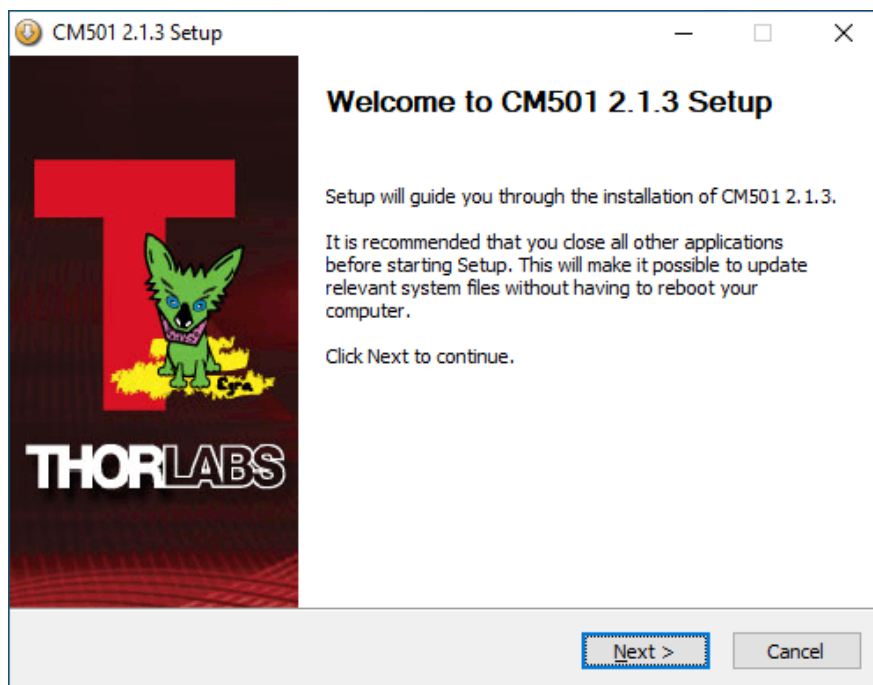 CM501 2.1.3 Setup
Welcome to CM501 2.1.3 Setup
Setup will guide you through the installation of CM501 2.1.3.
It is recommended that you close all other applications
before starting Setup. This will make it possible to update
relevant system files without having to reboot your
computer.
Click Next to continue.
T
THORLABS
Next >
Cancel